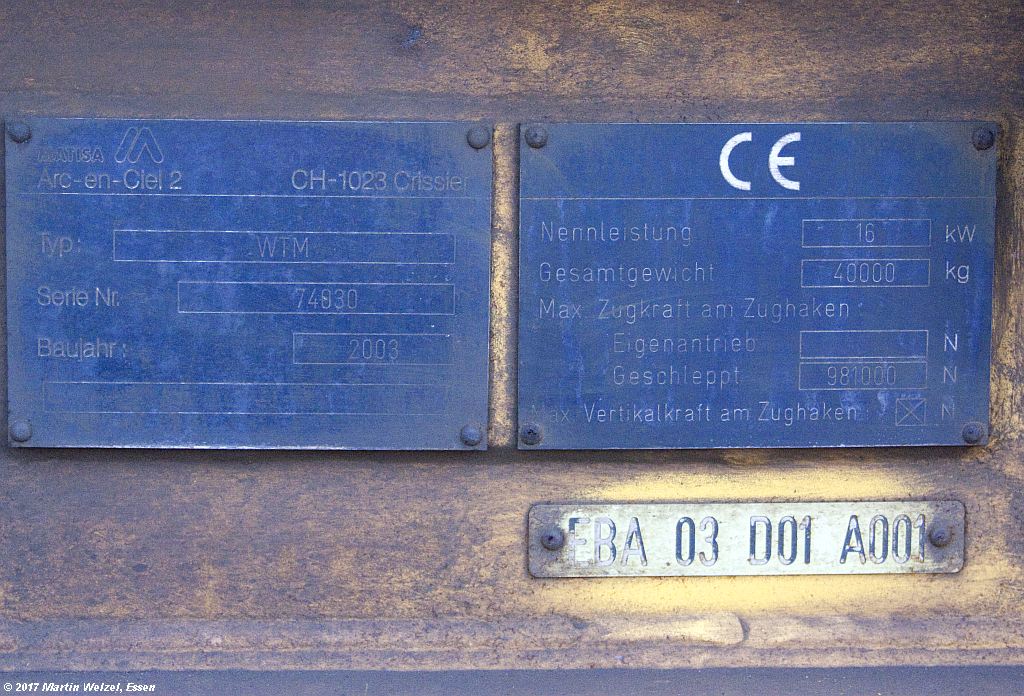 MATISA
Arc-en-Ciel 2 CH-1023 Crissier
Typ: WTM
Serie Nr. 74030
Baujahr: 2003
CE
Nennleistung 16 kW
Gesamtgewicht 40000 kg
Max. Zugkraft am Zughaken:
Eigenantrieb N
Geschleppt 981000 N
Max. Vertikalkraft am Zughaken: N
EBA 03 D01 A001
© 2017 Martin Welzel, Essen